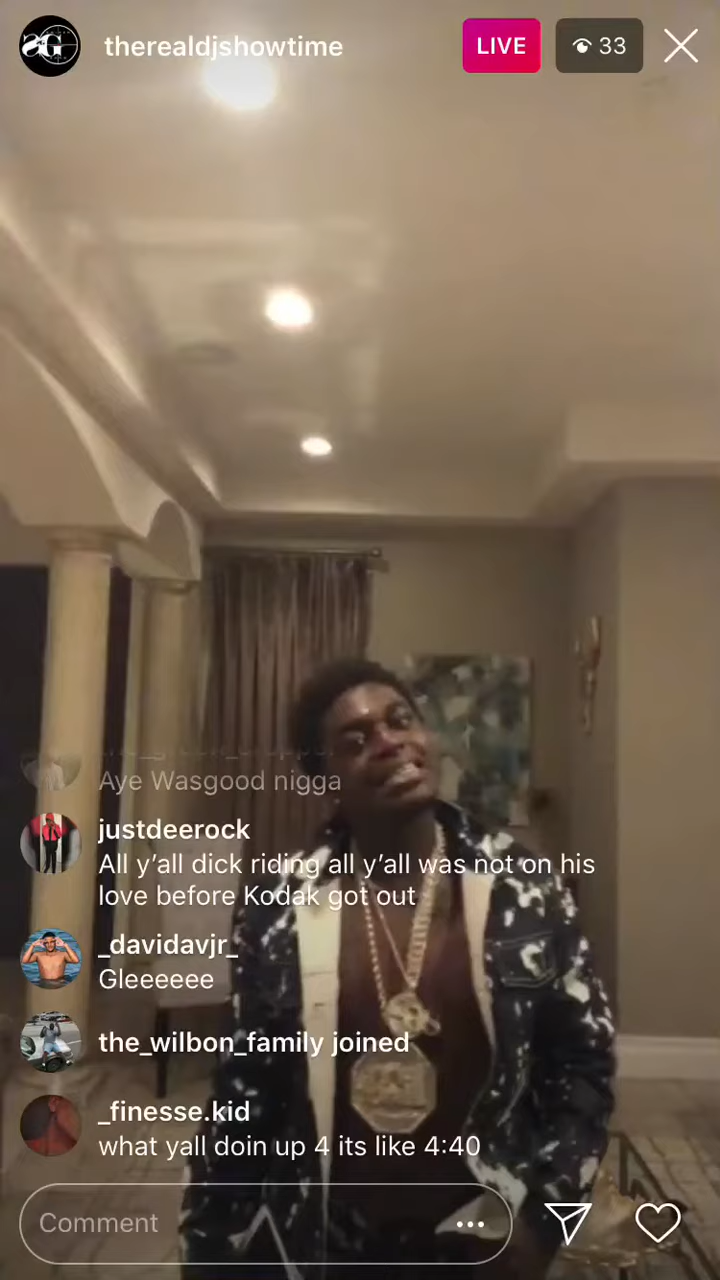 therealdjshowtime
LIVE
33
Aye Wasgood nigga
justdeerock
All y’all dick riding all y’all was not on his
love before Kodak got out
_davidavjr_
Gleeeeee
the_wilbon_family joined
_finesse.kid
what yall doin up 4 its like 4:40
Comment